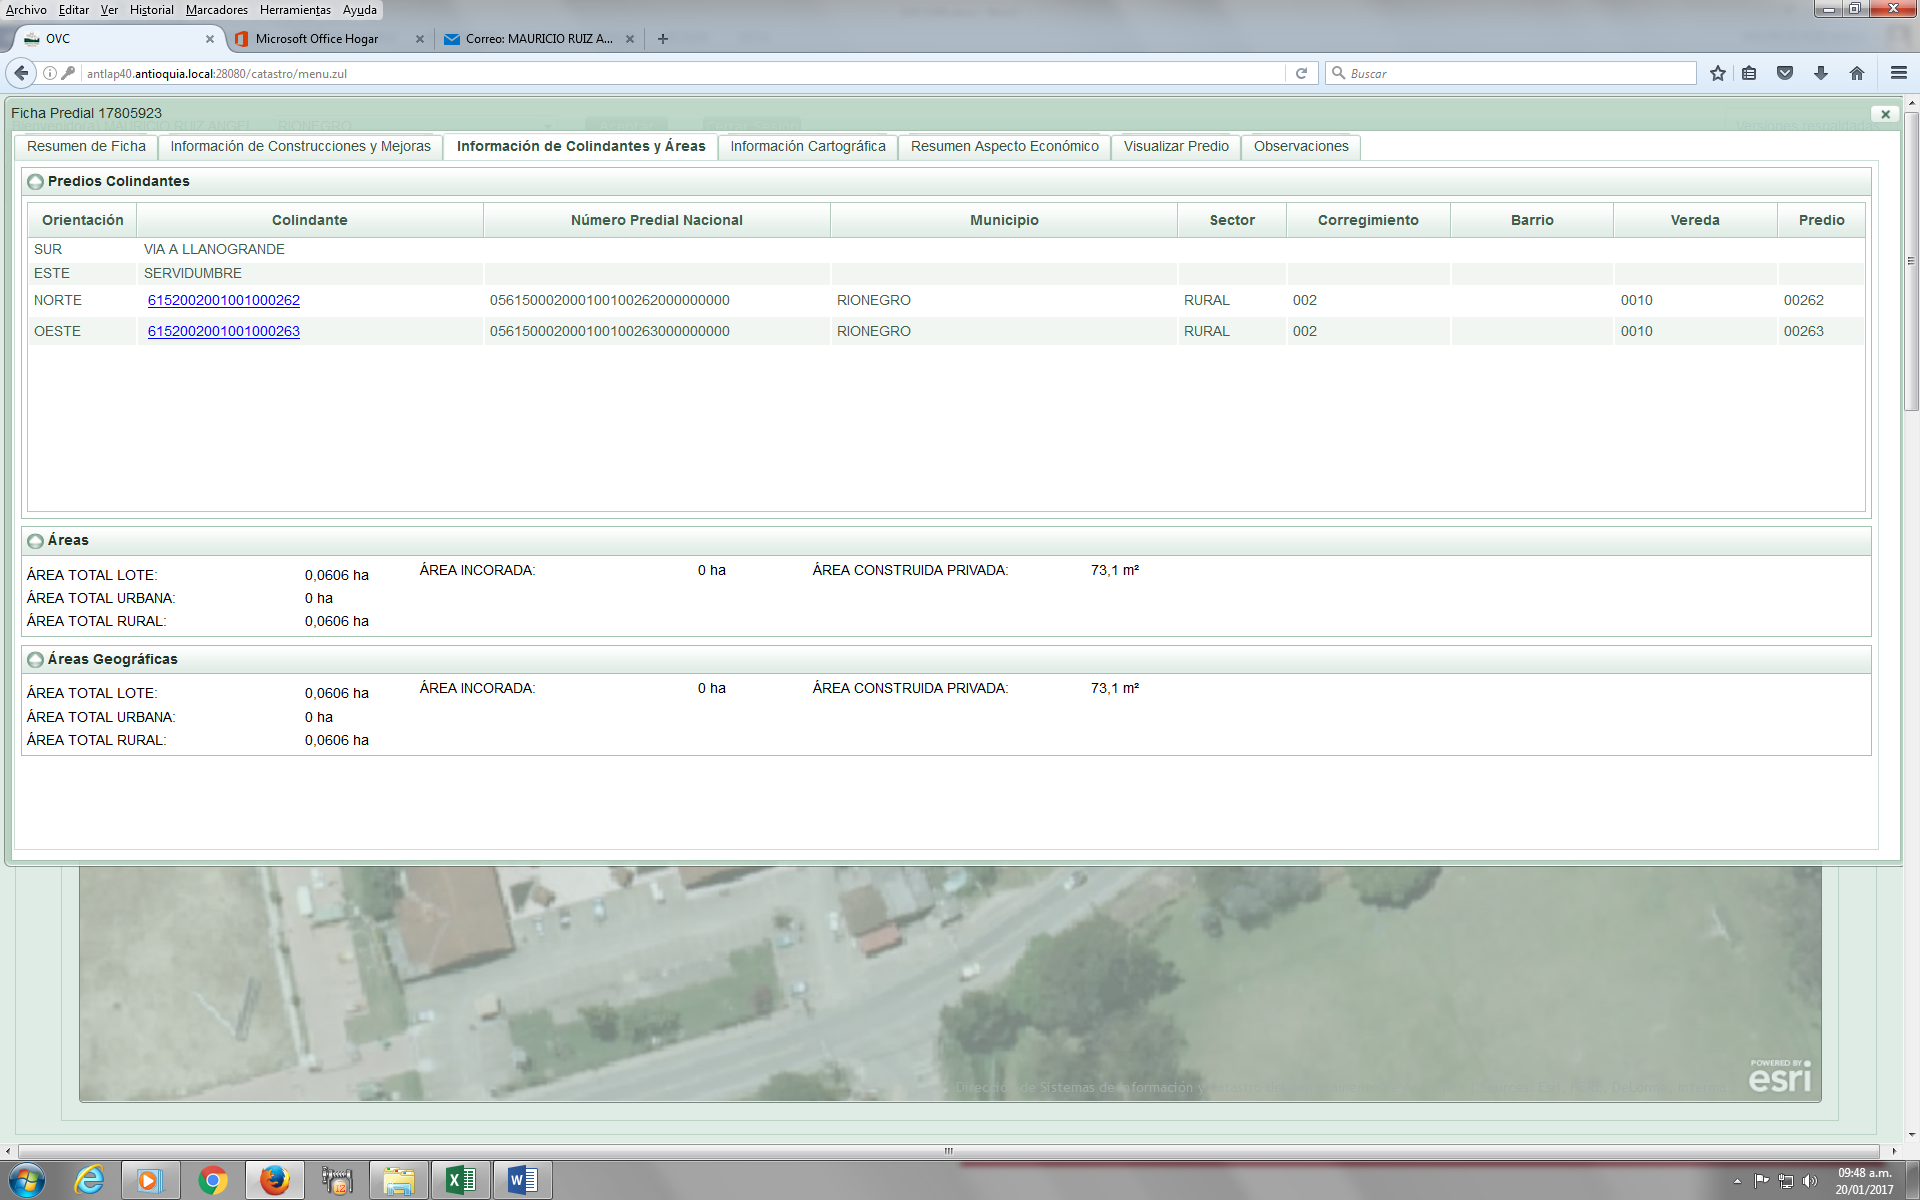 Archivo Editar Ver Historial Marcadores Herramientas Ayuda
OVC
Microsoft Office Hogar
Correo: MAURICIO RUIZ A...
antlap40.antioquia.local:28080/catastro/menu.zul
Buscar
Ficha Predial 17805923
Resumen de Ficha
Información de Construcciones y Mejoras
Información de Colindantes y Áreas
Información Cartográfica
Resumen Aspecto Económico
Visualizar Predio
Observaciones
Predios Colindantes
Orientación Colindante Número Predial Nacional Municipio Sector Corregimiento Barrio Vereda Predio
SUR VIA A LLANOGRANDE
ESTE SERVIDUMBRE
NORTE 6152002001001000262 056150002000100100262000000000 RIONEGRO RURAL 002 0010 00262
OESTE 6152002001001000263 056150002000100100263000000000 RIONEGRO RURAL 002 0010 00263
Áreas
ÁREA TOTAL LOTE: 0,0606 ha ÁREA INCORADA: 0 ha ÁREA CONSTRUIDA PRIVADA: 73,1 m²
ÁREA TOTAL URBANA: 0 ha
ÁREA TOTAL RURAL: 0,0606 ha
Áreas Geográficas
ÁREA TOTAL LOTE: 0,0606 ha ÁREA INCORADA: 0 ha ÁREA CONSTRUIDA PRIVADA: 73,1 m²
ÁREA TOTAL URBANA: 0 ha
ÁREA TOTAL RURAL: 0,0606 ha
POWERED BY
esri
Dirección de Sistemas de Información y
09:48 a.m.
20/01/2017